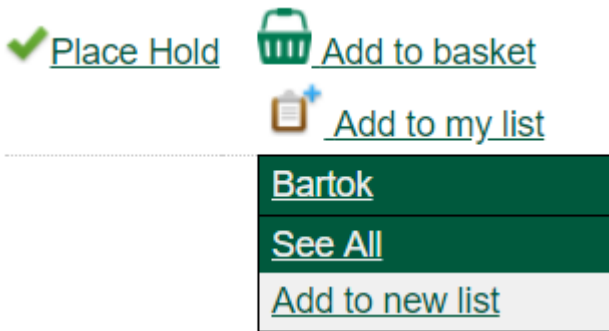 Place Hold Add to basket
Add to my list
Bartok
See All
Add to new list